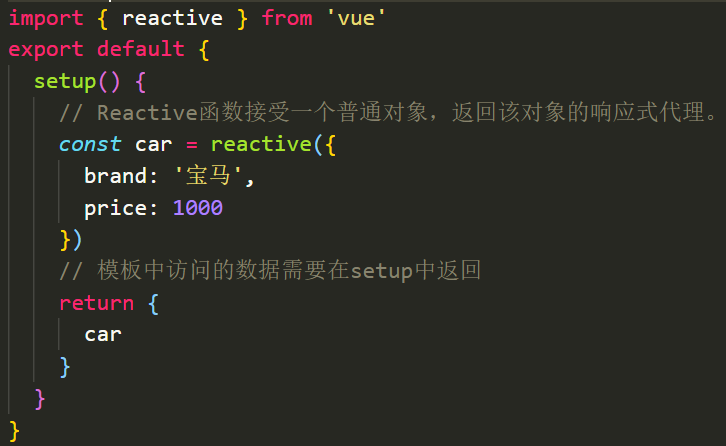 import { reactive } from 'vue'
export default {
  setup() {
    // Reactive函数接受一个普通对象，返回该对象的响应式代理。
    const car = reactive({
      brand: '宝马',
      price: 1000
    })
    // 模板中访问的数据需要在setup中返回
    return {
      car
    }
  }
}